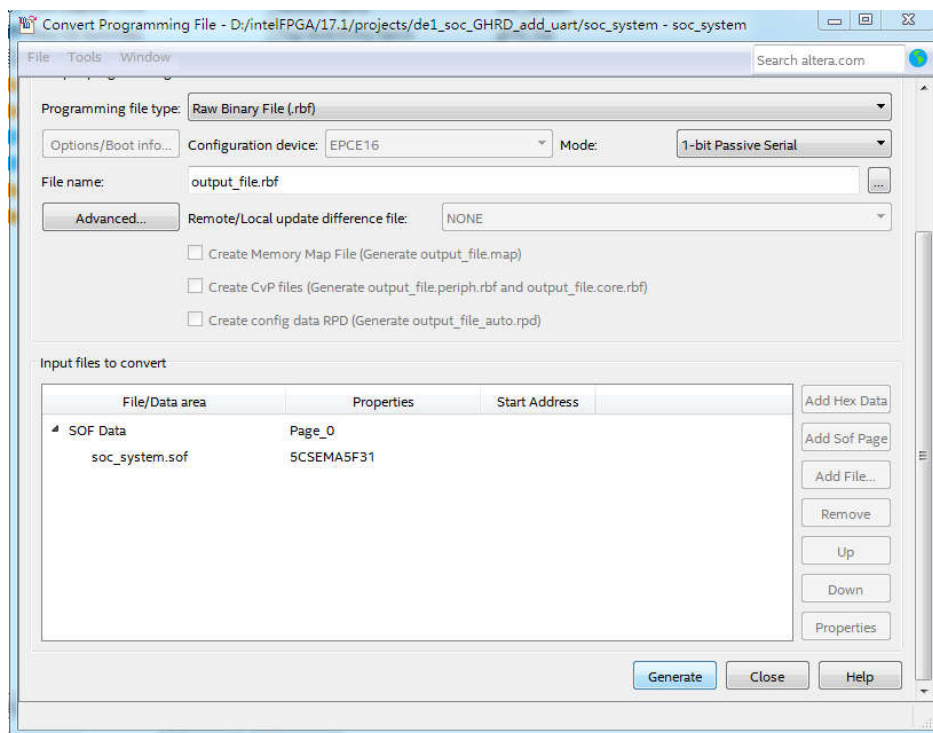 Convert Programming File - D:/intelFPGA/17.1/projects/de1_soc_GHRD_add_uart/soc_system - soc_system
File Tools Window Search altera.com
Programming file type: Raw Binary File (.rbf)
Options/Boot info... Configuration device: EPCE16 Mode: 1-bit Passive Serial
File name: output_file.rbf ...
Advanced... Remote/Local update difference file: NONE
Create Memory Map File (Generate output_file.map)
Create CvP files (Generate output_file.periph.rbf and output_file.core.rbf)
Create config data RPD (Generate output_file_auto.rpd)
Input files to convert
File/Data area Properties Start Address Add Hex Data
SOF Data Page_0 Add Sof Page
soc_system.sof 5CSEMA5F31
Add File...
Remove
Up
Down
Properties
Generate Close Help